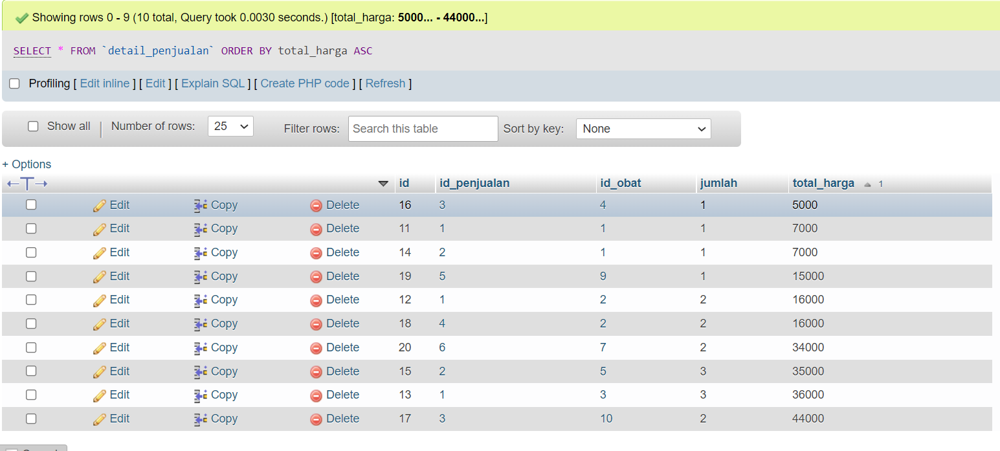 Showing rows 0 - 9 (10 total, Query took 0.0030 seconds.) [total_harga: 5000... - 44000...]
SELECT * FROM `detail_penjualan` ORDER BY total_harga ASC
Profiling [ Edit inline ] [ Edit ] [ Explain SQL ] [ Create PHP code ] [ Refresh ]
Show all | Number of rows: 25 Filter rows: Search this table Sort by key: None
+ Options
←T→ id id_penjualan id_obat jumlah total_harga 1
Edit Copy Delete 16 3 4 1 5000
Edit Copy Delete 11 1 1 1 7000
Edit Copy Delete 14 2 1 1 7000
Edit Copy Delete 19 5 9 1 15000
Edit Copy Delete 12 1 2 2 16000
Edit Copy Delete 18 4 2 2 16000
Edit Copy Delete 20 6 7 2 34000
Edit Copy Delete 15 2 5 3 35000
Edit Copy Delete 13 1 3 3 36000
Edit Copy Delete 17 3 10 2 44000